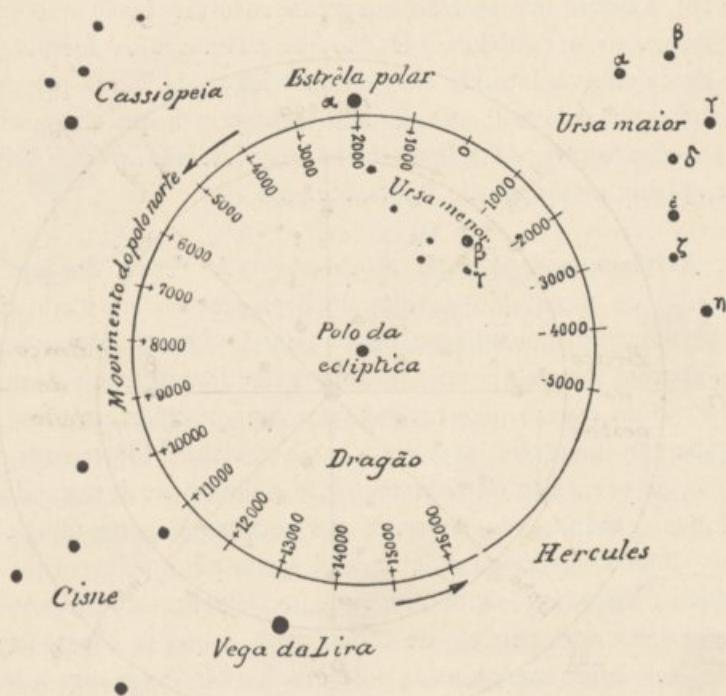 Cassiopeia
Estrêla polar
α
Ursa maior
α
β
γ
δ
ε
ζ
η
Movimento do polo norte
+5000
+4000
+3000
+2000
+1000
0
-1000
-2000
-3000
-4000
-5000
Ursa menor
β
γ
+6000
+7000
+8000
+9000
+10000
+11000
+12000
+13000
+14000
+15000
+16000
Polo da
ecliptica
Dragão
Hercules
Cisne
Vega da Lira